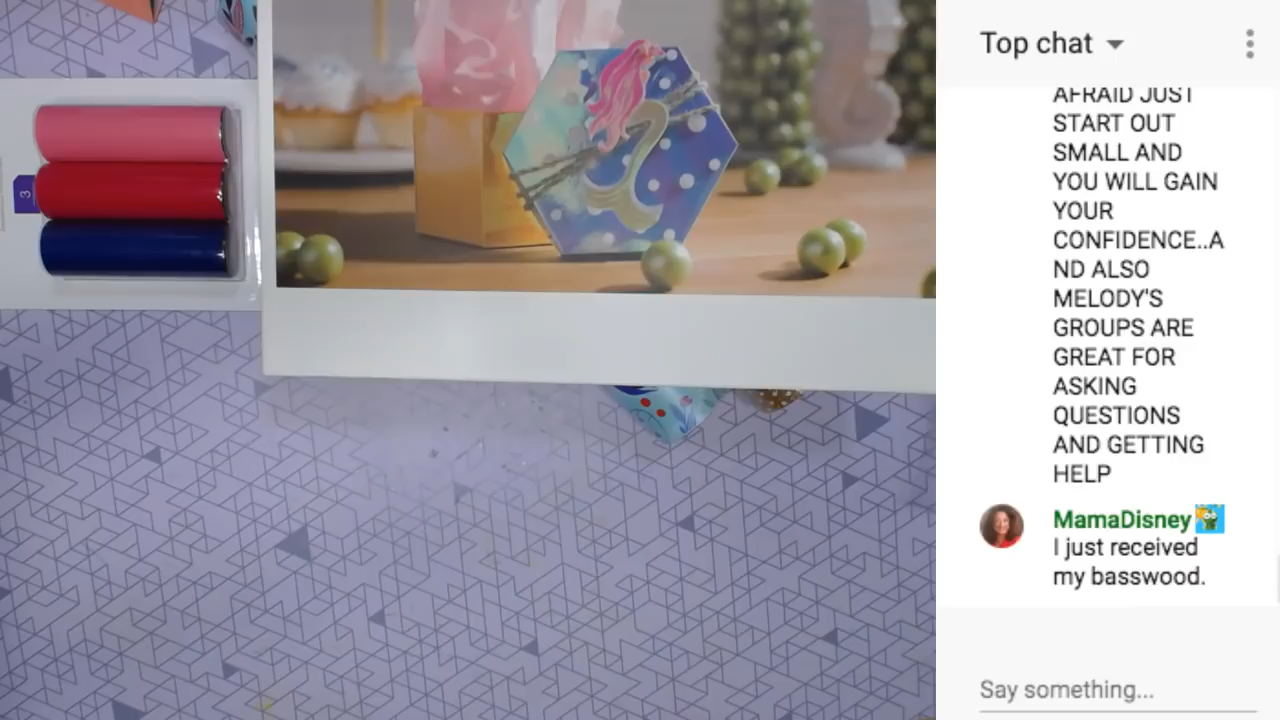 3
Top chat
AFRAID JUST
START OUT
SMALL AND
YOU WILL GAIN
YOUR
CONFIDENCE..A
ND ALSO
MELODY'S
GROUPS ARE
GREAT FOR
ASKING
QUESTIONS
AND GETTING
HELP
MamaDisney
I just received
my basswood.
Say something...